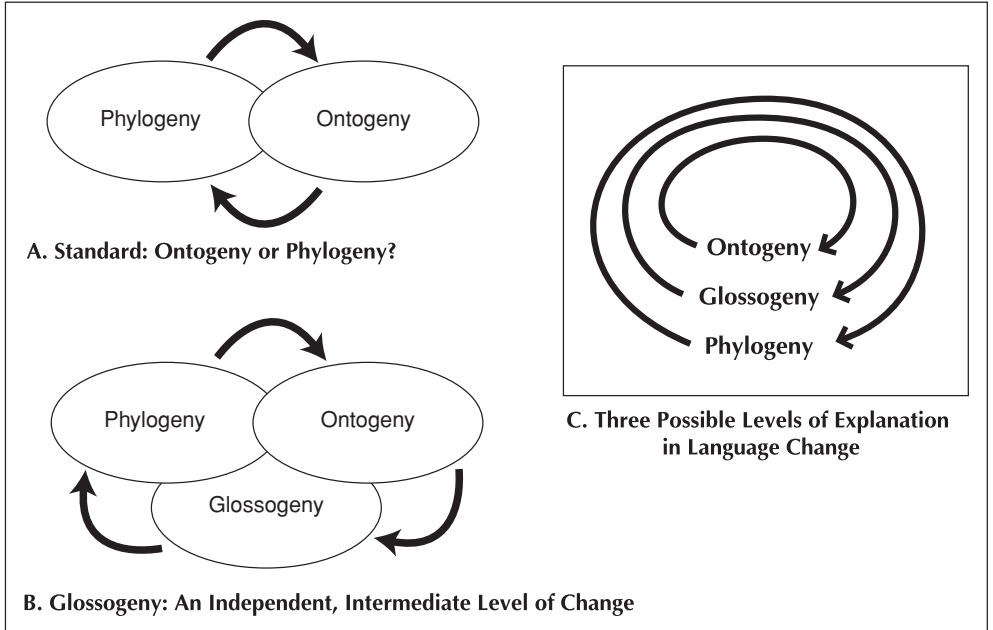 Phylogeny
Ontogeny
A. Standard: Ontogeny or Phylogeny?
Phylogeny
Ontogeny
Glossogeny
B. Glossogeny: An Independent, Intermediate Level of Change
Ontogeny
Glossogeny
Phylogeny
C. Three Possible Levels of Explanation
in Language Change